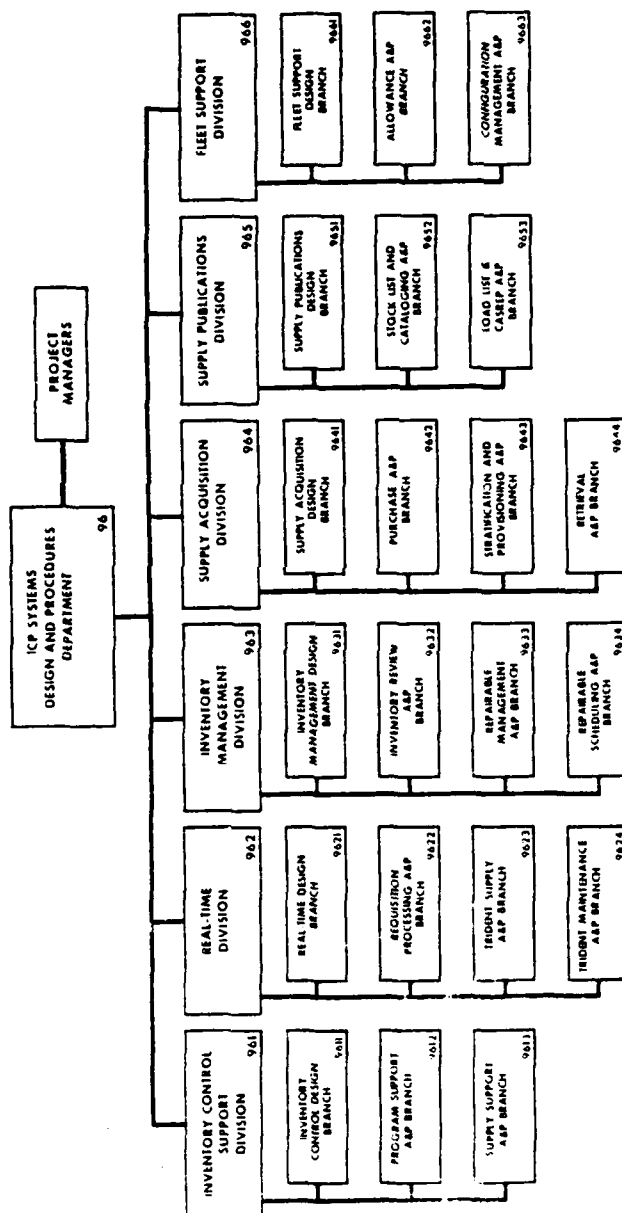 ICP SYSTEMS
DESIGN AND PROCEDURES
DEPARTMENT
96
PROJECT
MANAGERS
INVENTORY CONTROL
SUPPORT
DIVISION
961
INVENTORY
CONTROL DESIGN
BRANCH
9611
PROGRAM SUPPORT
A&P BRANCH
9612
SUPPLY SUPPORT
A&P BRANCH
9613
REAL-TIME
DIVISION
962
REAL TIME DESIGN
BRANCH
9621
REQUISITION
PROCESSING A&P
BRANCH
9622
TRIDENT SUPPLY
A&P BRANCH
9623
TRIDENT MAINTENANCE
A&P BRANCH
9624
INVENTORY
MANAGEMENT
DIVISION
963
INVENTORY
MANAGEMENT DESIGN
BRANCH
9631
INVENTORY REVIEW
A&P
BRANCH
9632
REPAIRABLE
MANAGEMENT
A&P BRANCH
9633
REPAIRABLE
SCHEDULING A&P
BRANCH
9634
SUPPLY ACQUISITION
DIVISION
964
SUPPLY ACQUISITION
DESIGN
BRANCH
9641
PURCHASE A&P
BRANCH
9642
STRATIFICATION AND
PROVISIONING A&P
BRANCH
9643
RETRIEVAL
A&P BRANCH
9644
SUPPLY PUBLICATIONS
DIVISION
965
SUPPLY PUBLICATIONS
DESIGN
BRANCH
9651
STOCK LIST AND
CATALOGING A&P
BRANCH
9652
LOAD LIST &
CASREP A&P
BRANCH
9653
FLEET SUPPORT
DIVISION
966
FLEET SUPPORT
DESIGN
BRANCH
9661
ALLOWANCE A&P
BRANCH
9662
CONFIGURATION
MANAGEMENT A&P
BRANCH
9663